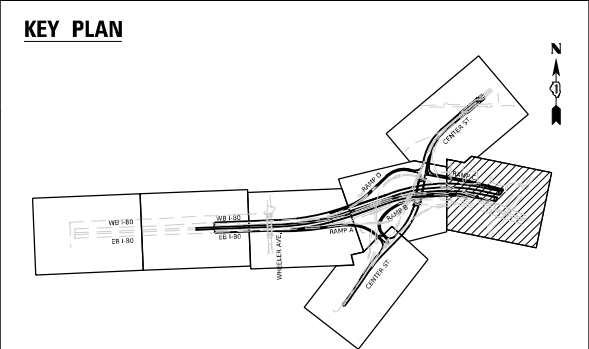 KEY PLAN
N
CENTER ST.
RAMP D
RAMP C
WB I-80
WB I-80
RAMP B
EB I-80
EB I-80
RAMP A
WHEELER AVE.
CENTER ST.